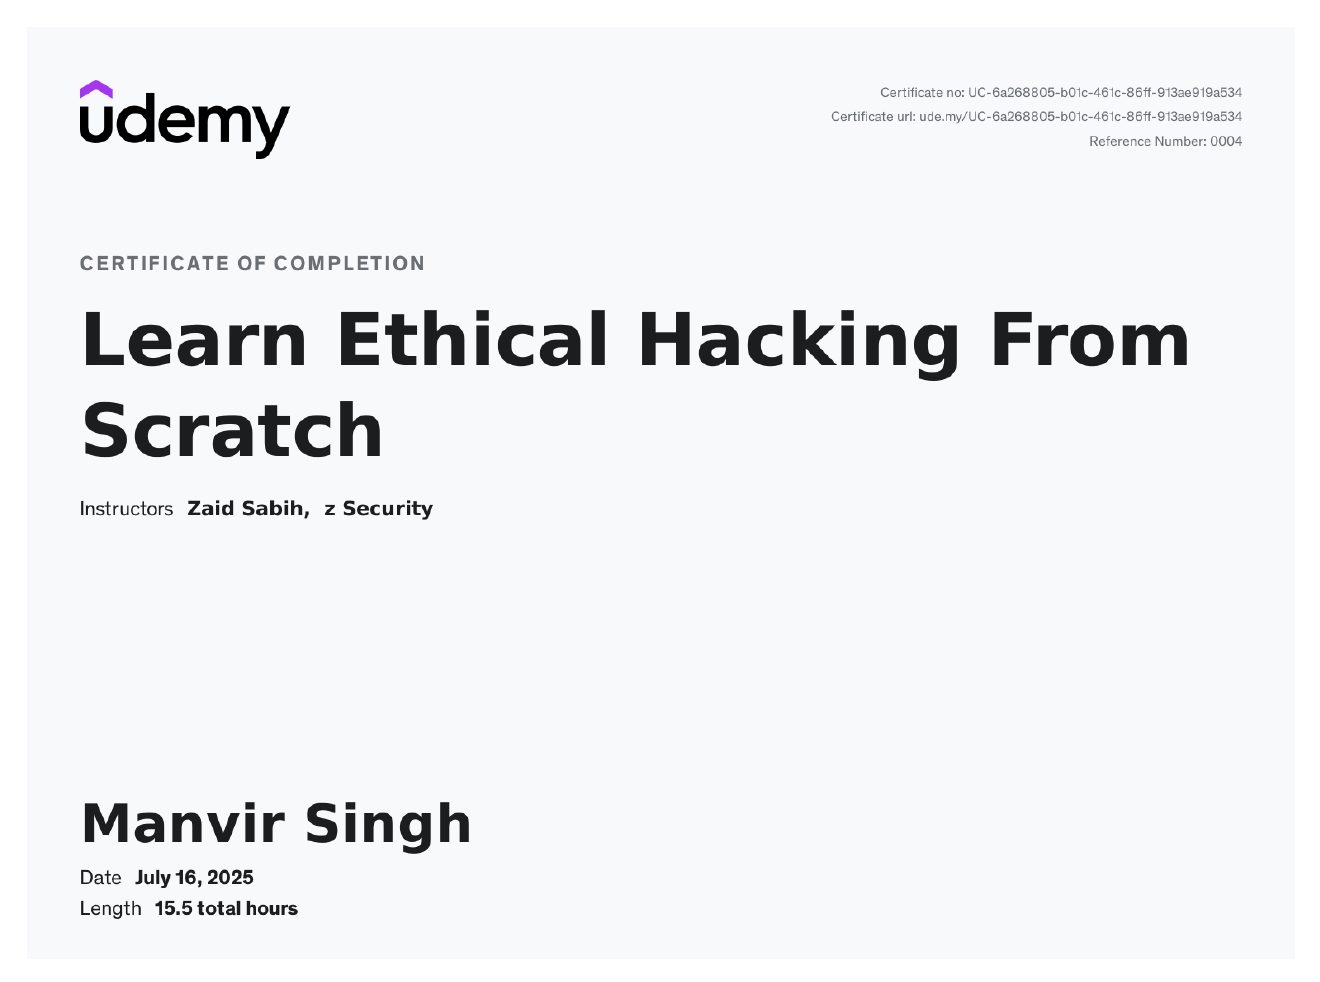 udemy
Certificate no: UC-6a268805-b01c-461c-86ff-913ae919a534
Certificate url: ude.my/UC-6a268805-b01c-461c-86ff-913ae919a534
Reference Number: 0004
CERTIFICATE OF COMPLETION
Learn Ethical Hacking From
Scratch
Instructors Zaid Sabih, z Security
Manvir Singh
Date July 16, 2025
Length 15.5 total hours